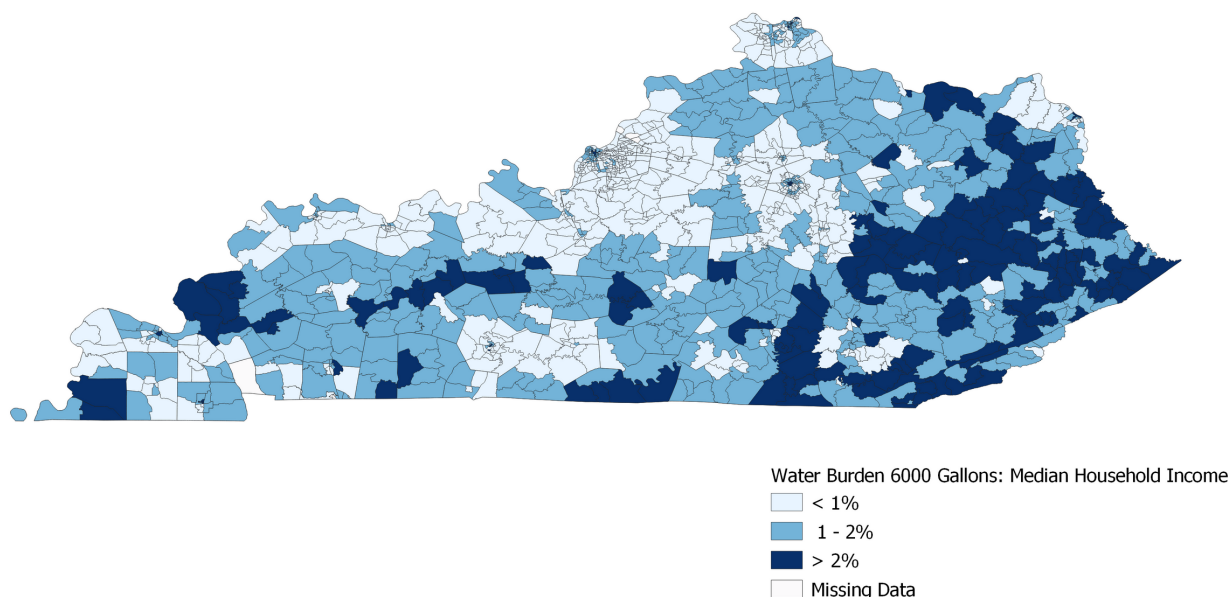 Water Burden 6000 Gallons: Median Household Income
< 1%
1 - 2%
> 2%
Missing Data